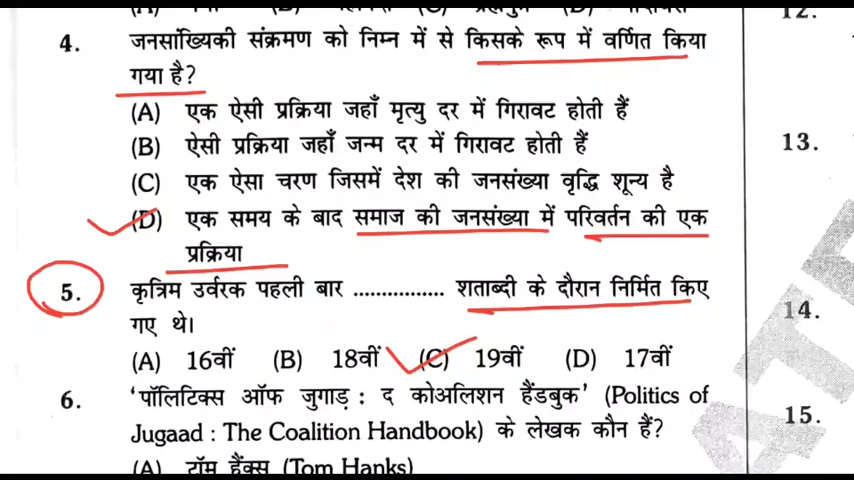 4. जनसांख्यिकी संक्रमण को निम्न में से किसके रूप में वर्णित किया
गया है?
(A) एक ऐसी प्रक्रिया जहाँ मृत्यु दर में गिरावट होती हैं
(B) ऐसी प्रक्रिया जहाँ जन्म दर में गिरावट होती हैं
(C) एक ऐसा चरण जिसमें देश की जनसंख्या वृद्धि शून्य है
(D) एक समय के बाद समाज की जनसंख्या में परिवर्तन की एक
प्रक्रिया
5. कृत्रिम उर्वरक पहली बार ................ शताब्दी के दौरान निर्मित किए
गए थे।
(A) 16वीं (B) 18वीं (C) 19वीं (D) 17वीं
6. 'पॉलिटिक्स ऑफ जुगाड़ : द कोअलिशन हैंडबुक' (Politics of
Jugaad : The Coalition Handbook) के लेखक कौन हैं?
(A) टॉम हैंक्स (Tom Hanks)
12.
13.
14.
15.